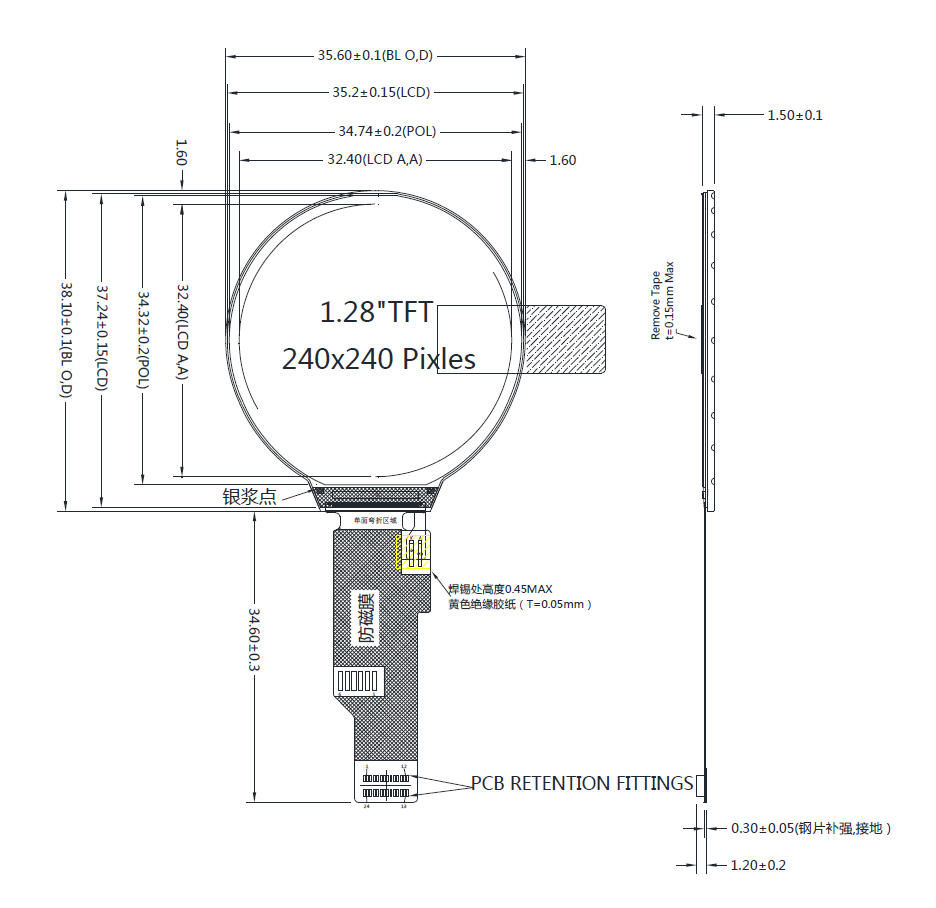 35.60±0.1(BL O,D)
35.2±0.15(LCD)
34.74±0.2(POL)
32.40(LCD A,A)
1.60
1.60
1.50±0.1
38.10±0.1(BL O,D)
37.24±0.15(LCD)
34.32±0.2(POL)
32.40(LCD A,A)
1.28"TFT
240x240 Pixles
Remove Tape
t=0.15mm Max
银浆点
单面弯折区域
焊锡处高度0.45MAX
黄色绝缘胶纸（T=0.05mm）
防磁膜
34.60±0.3
1
12
24
13
PCB RETENTION FITTINGS
0.30±0.05(钢片补强,接地）
1.20±0.2